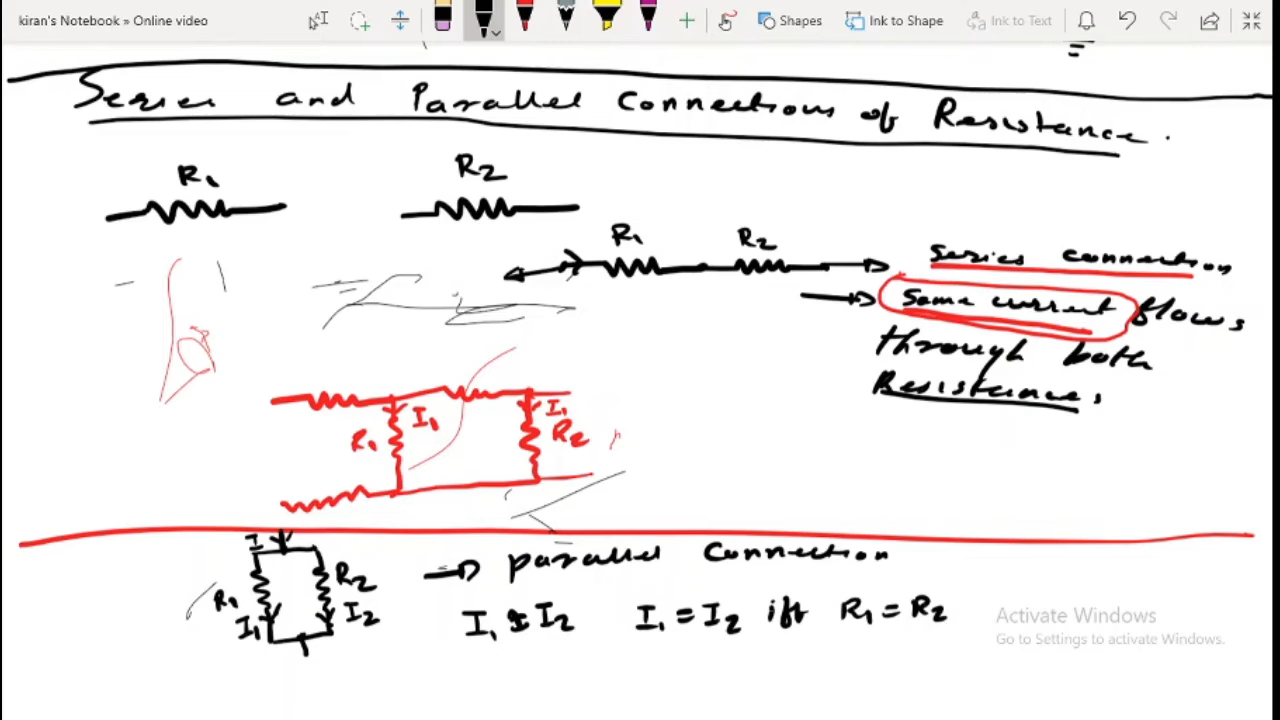 kiran's Notebook » Online video
Shapes
Ink to Shape
Ink to Text
Series and Parallel Connections of Resistance.
R1
R2
R1 R2
series connection
same current flows
through both
Resistance.
R1 I1
I1 R2
I
R1 R2
I1 I2
parallel connection
I1 ≠ I2 I1 = I2 iff R1 = R2
Activate Windows
Go to Settings to activate Windows.